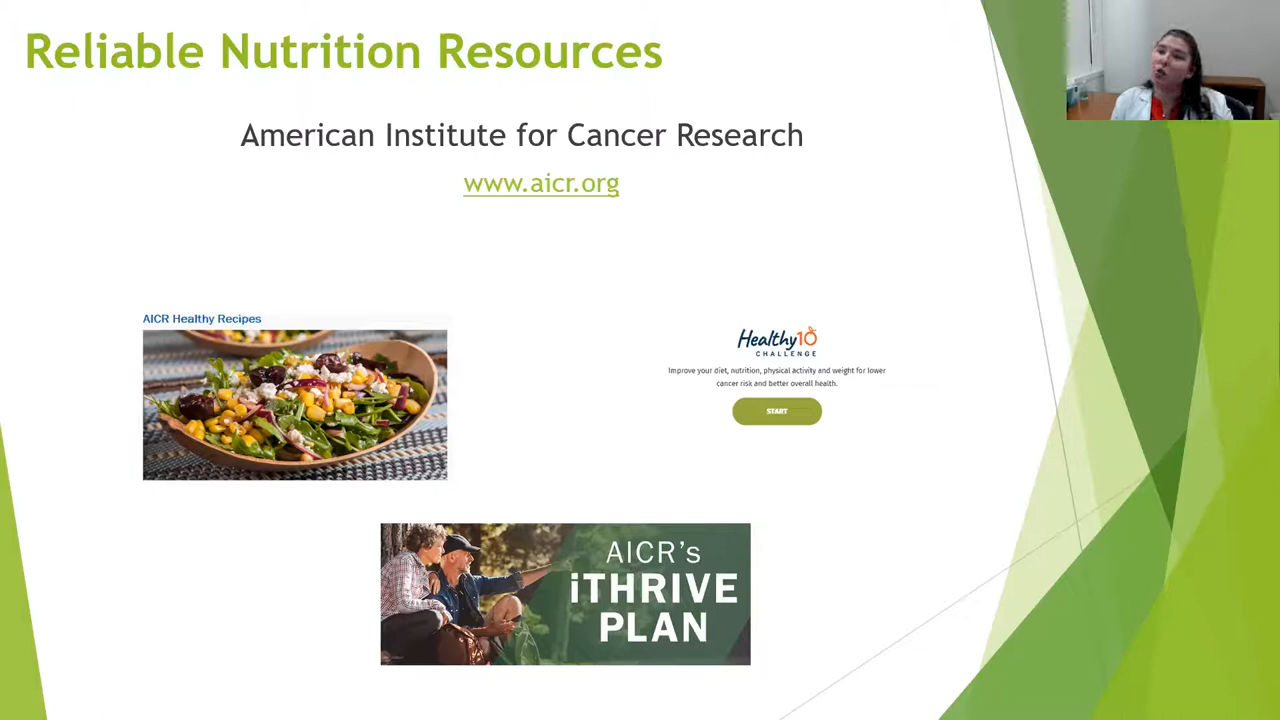 Reliable Nutrition Resources
American Institute for Cancer Research
www.aicr.org
AICR Healthy Recipes
Healthy10
CHALLENGE
Improve your diet, nutrition, physical activity and weight for lower
cancer risk and better overall health.
START
AICR's
iTHRIVE
PLAN